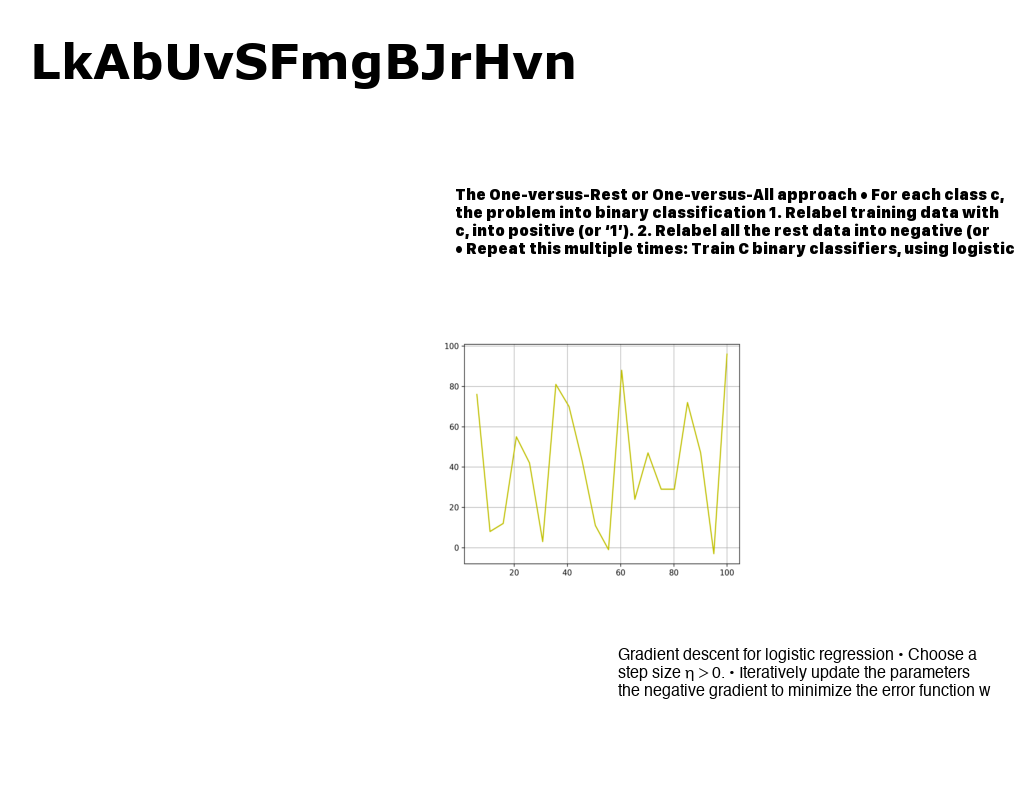 LkAbUvSFmgBJrHvn
The One-versus-Rest or One-versus-All approach • For each class c,
the problem into binary classification 1. Relabel training data with
c, into positive (or ‘1’). 2. Relabel all the rest data into negative (or
• Repeat this multiple times: Train C binary classifiers, using logistic
100
80
60
40
20
0
20 40 60 80 100
Gradient descent for logistic regression • Choose a
step size η > 0. • Iteratively update the parameters
the negative gradient to minimize the error function w